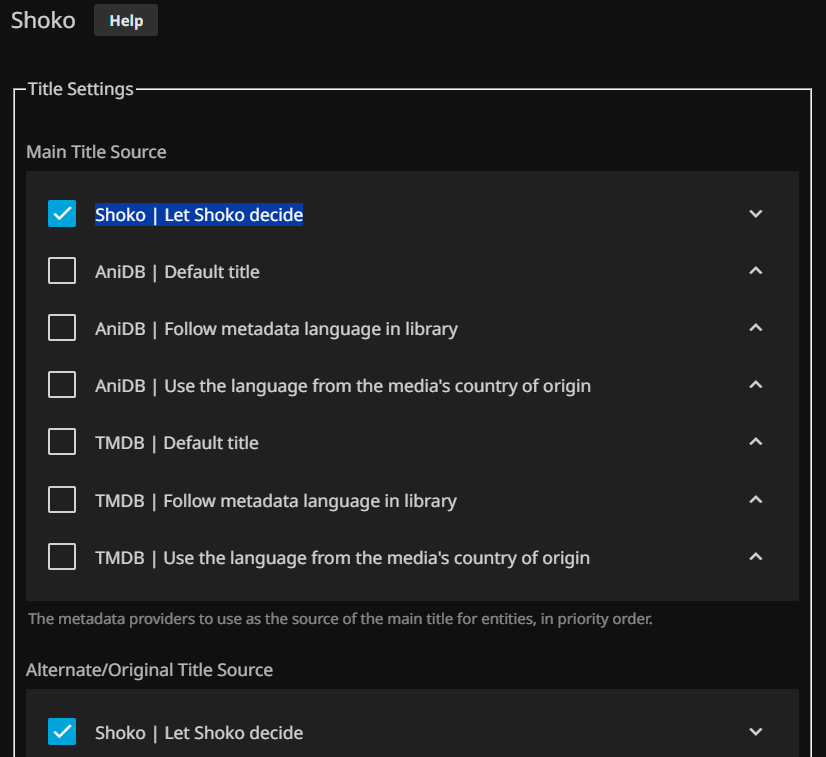 Shoko Help
Title Settings
Main Title Source
Shoko | Let Shoko decide
AniDB | Default title
AniDB | Follow metadata language in library
AniDB | Use the language from the media's country of origin
TMDB | Default title
TMDB | Follow metadata language in library
TMDB | Use the language from the media's country of origin
The metadata providers to use as the source of the main title for entities, in priority order.
Alternate/Original Title Source
Shoko | Let Shoko decide